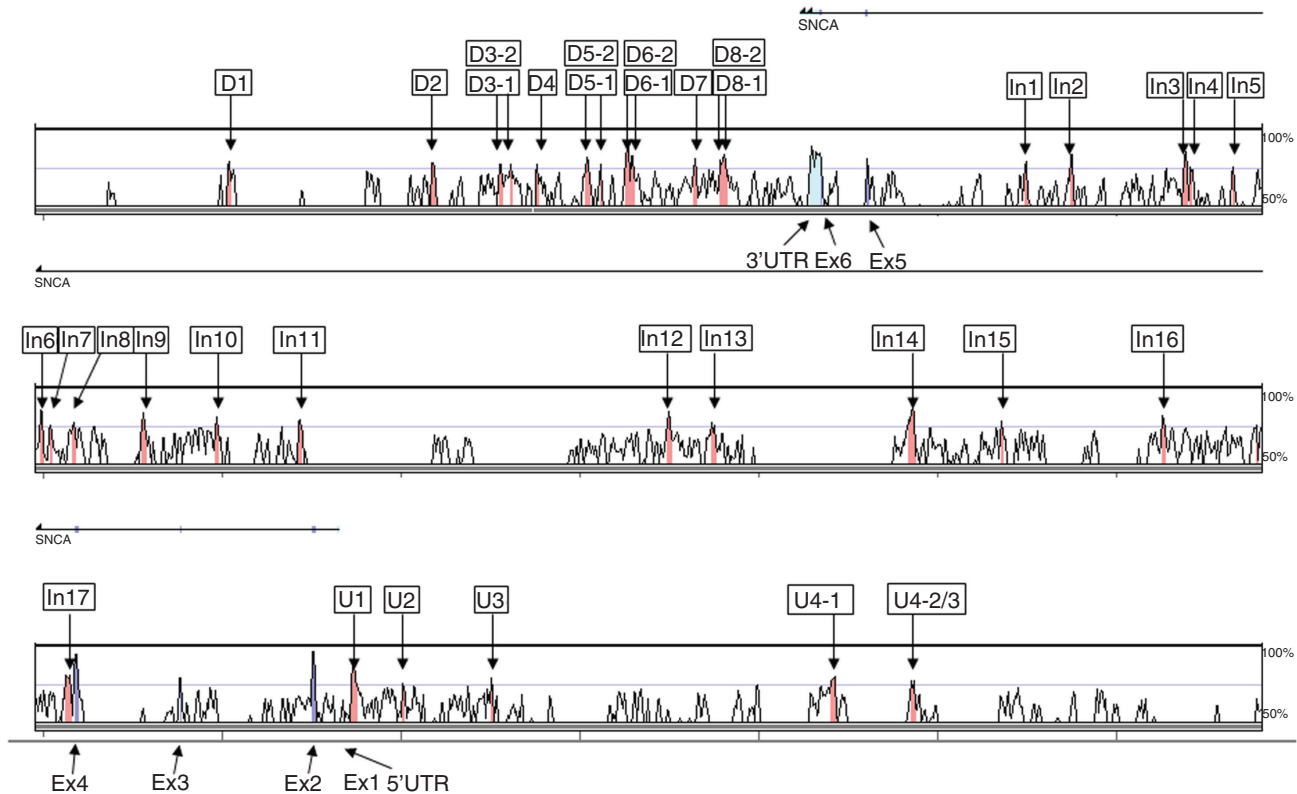 SNCA
D3-2 D5-2 D6-2 D8-2
D1 D2 D3-1 D4 D5-1 D6-1 D7 D8-1 In1 In2 In3 In4 In5
100%
50%
3'UTR Ex6 Ex5
SNCA
In6 In7 In8 In9 In10 In11 In12 In13 In14 In15 In16
100%
50%
SNCA
In17 U1 U2 U3 U4-1 U4-2/3
100%
50%
Ex4 Ex3 Ex2 Ex1 5'UTR